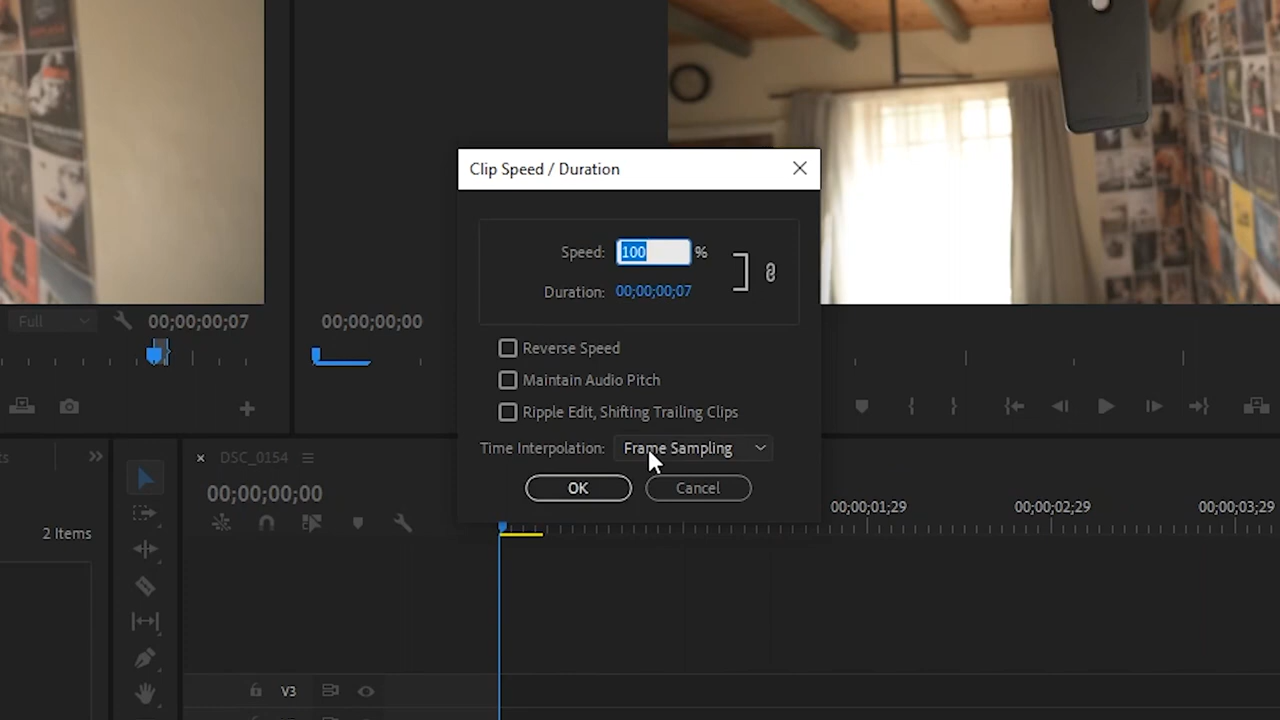 Clip Speed / Duration
Speed: 100 %
Duration: 00;00;00;07
Full
00;00;00;07
00;00;00;00
Reverse Speed
Maintain Audio Pitch
Ripple Edit, Shifting Trailing Clips
Time Interpolation: Frame Sampling
OK
Cancel
DSC_0154
00;00;00;00
2 Items
00;00;01;29
00;00;02;29
00;00;03;29
V3